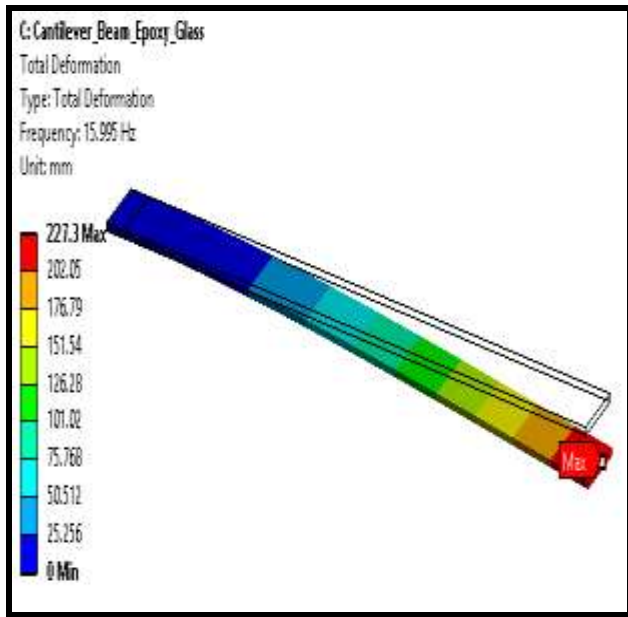 C: Cantilever_Beam_Epoxy_Glass
Total Deformation
Type: Total Deformation
Frequency: 15.995 Hz
Unit: mm
227.3 Max
202.05
176.79
151.54
126.28
101.02
75.768
50.512
25.256
0 Min
Max